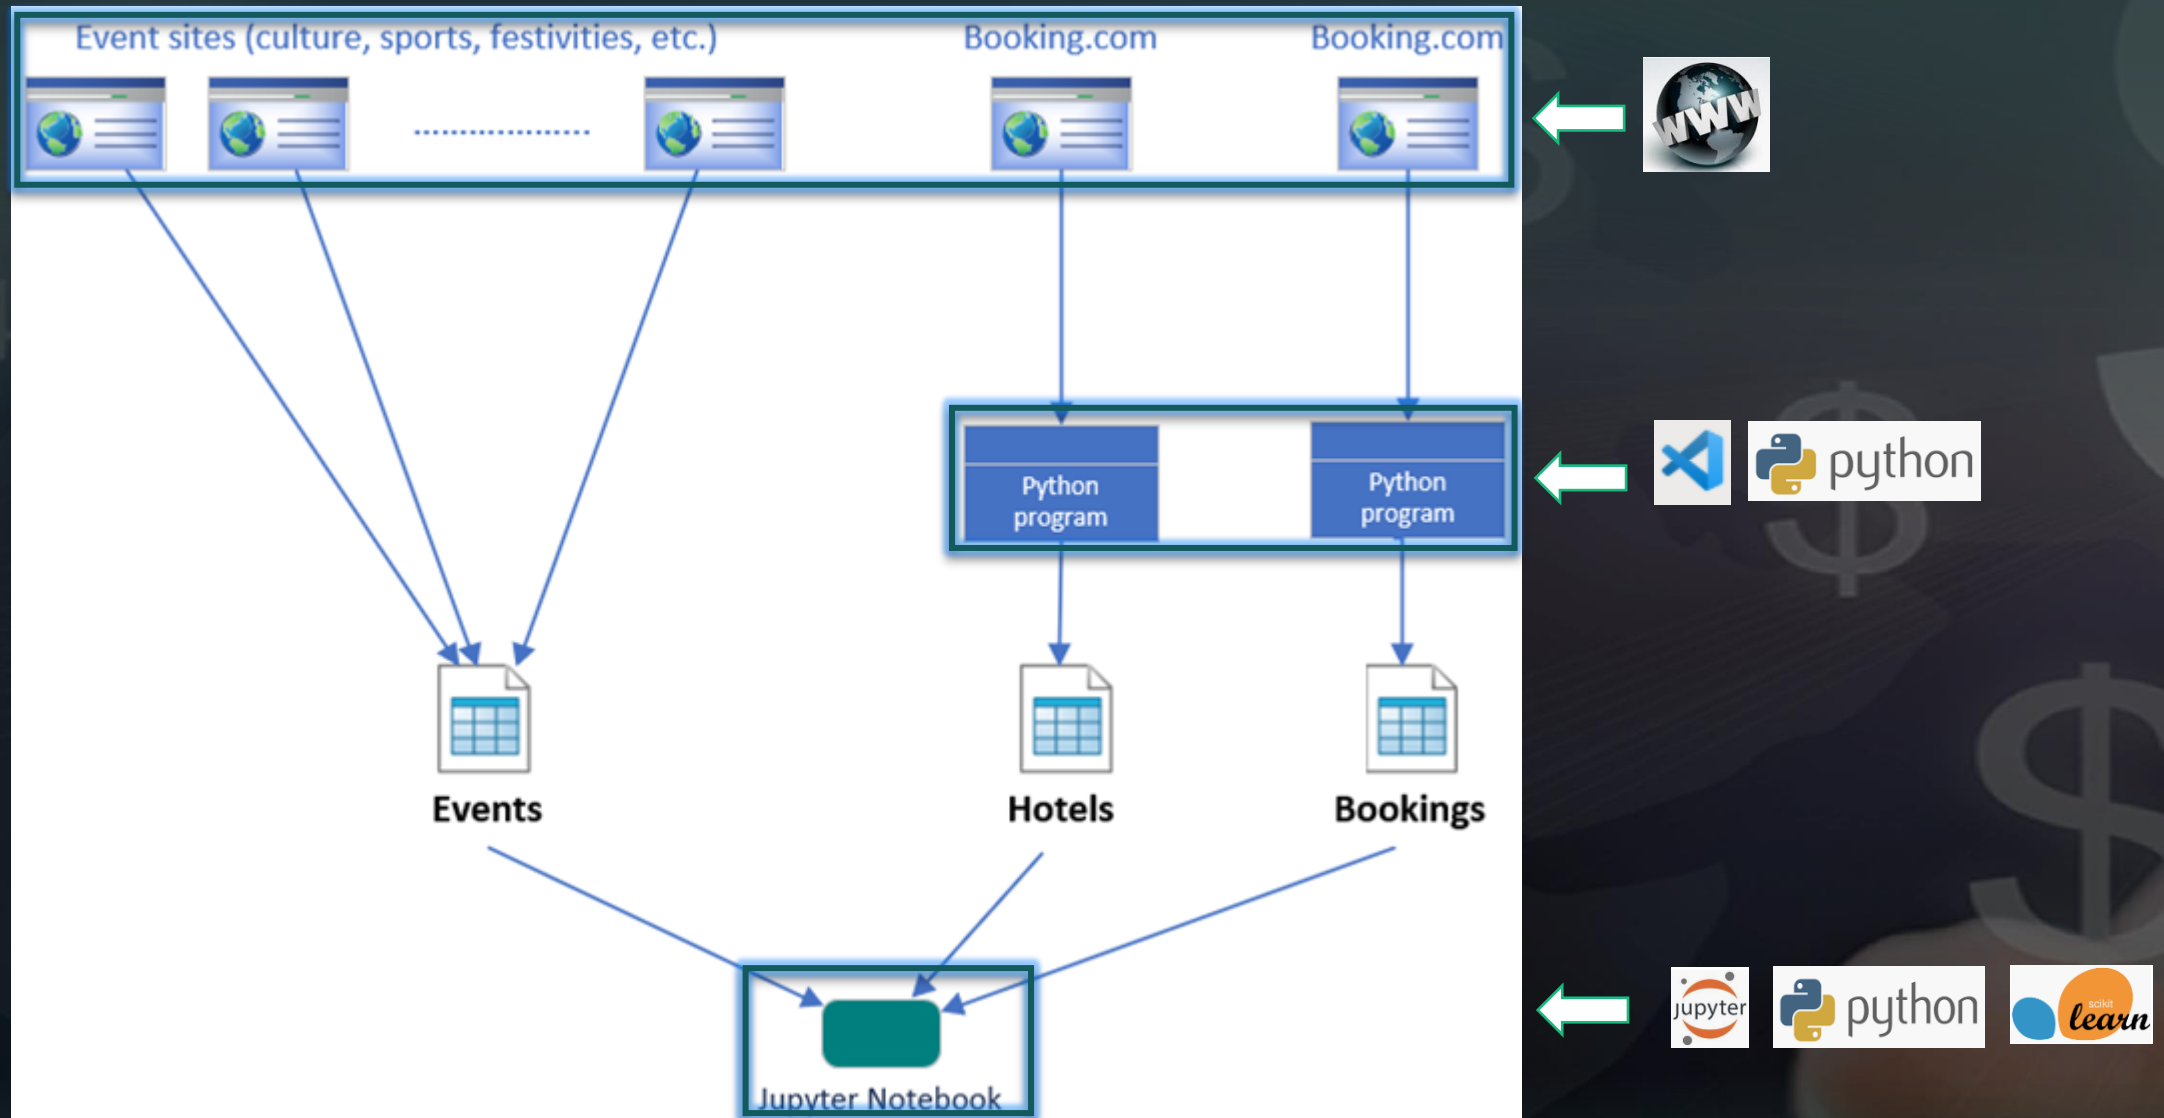 Event sites (culture, sports, festivities, etc.)
Booking.com
Booking.com
WWW
Python
program
Python
program
python
Events
Hotels
Bookings
Jupyter Notebook
jupyter
python
scikit
learn